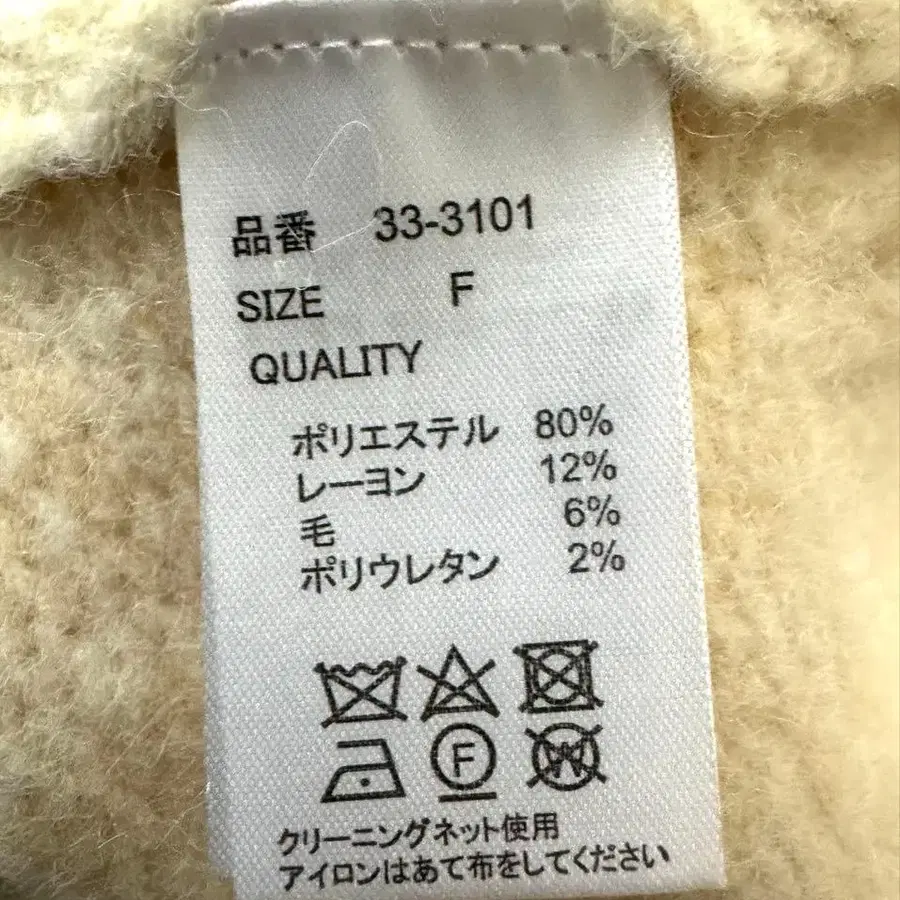 品番 33-3101
SIZE F
QUALITY
ポリエステル 80%
レーヨン 12%
毛 6%
ポリウレタン 2%
F W
クリーニングネット使用
アイロンはあて布をしてください